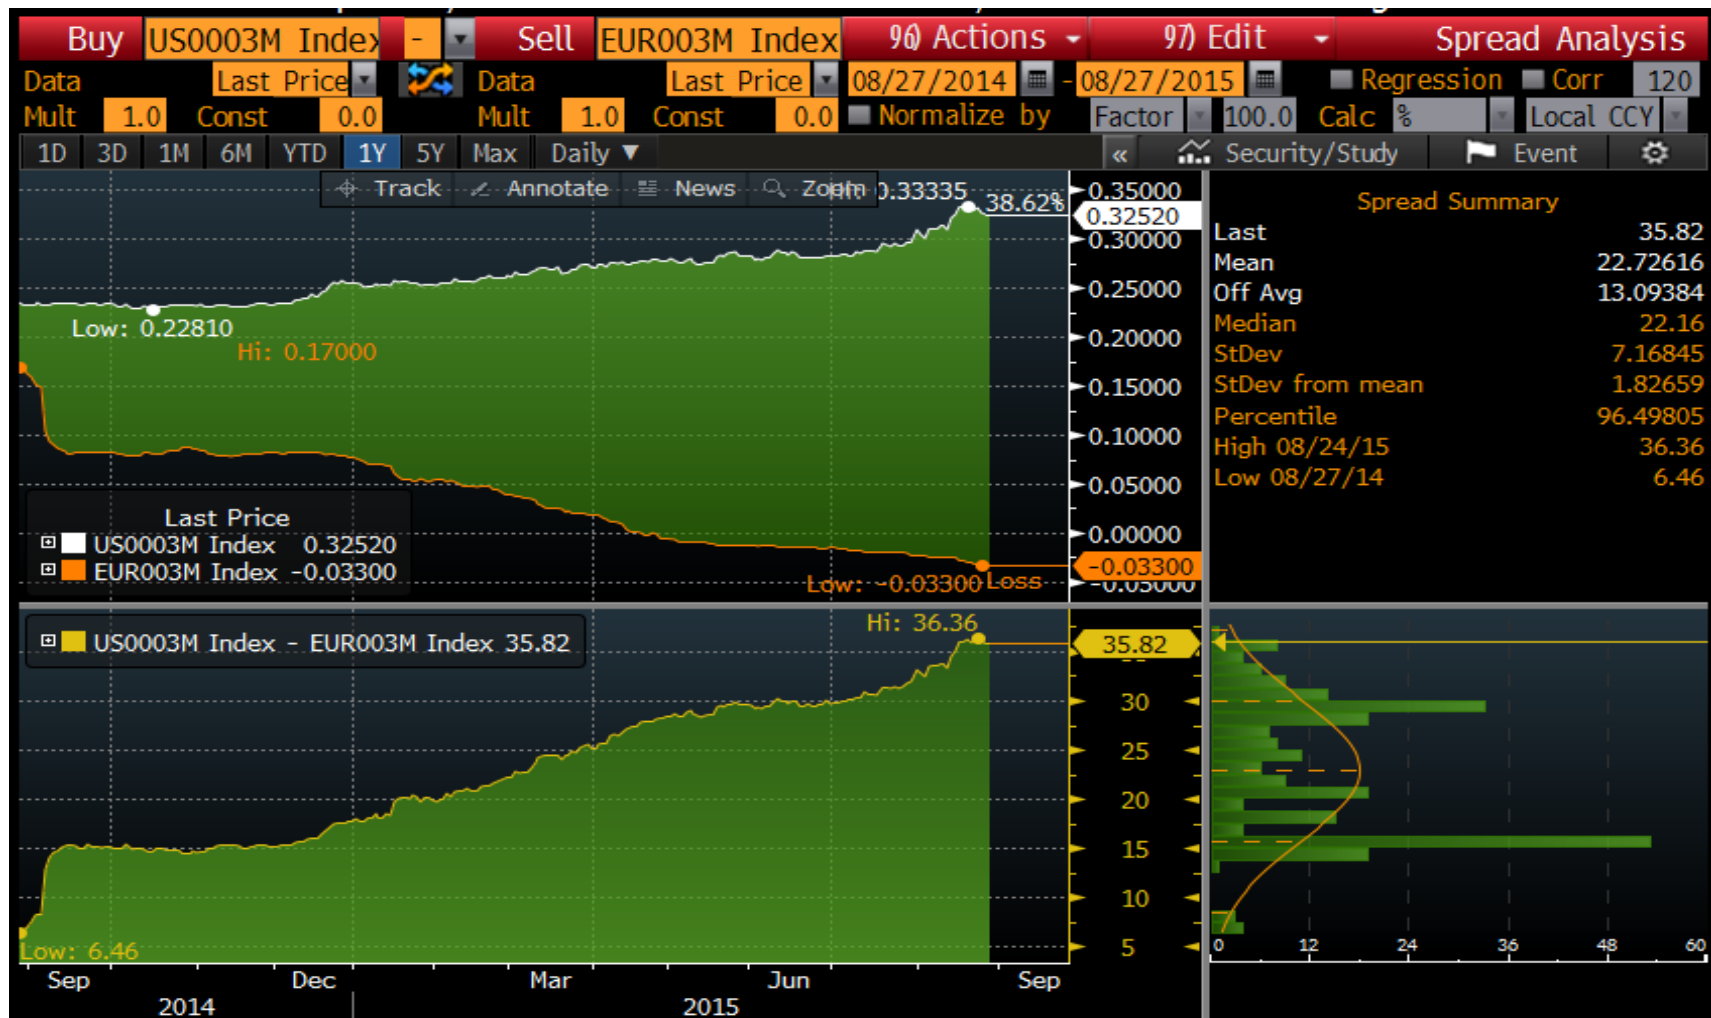 Buy US0003M Index - Sell EUR003M Index 96) Actions 97) Edit Spread Analysis
Data Last Price Data Last Price 08/27/2014 - 08/27/2015 Regression Corr 120
Mult 1.0 Const 0.0 Mult 1.0 Const 0.0 Normalize by Factor 100.0 Calc % Local CCY
1D 3D 1M 6M YTD 1Y 5Y Max Daily ▼ « Security/Study Event
Track Annotate News Zoom 0.33335
38.62%
0.35000
0.32520
0.30000
0.25000
0.20000
0.15000
0.10000
0.05000
0.00000
-0.03300
-0.05000
Low: 0.22810
Hi: 0.17000
Last Price
US0003M Index 0.32520
EUR003M Index -0.03300
Low: -0.03300 Loss
Spread Summary
Last 35.82
Mean 22.72616
Off Avg 13.09384
Median 22.16
StDev 7.16845
StDev from mean 1.82659
Percentile 96.49805
High 08/24/15 36.36
Low 08/27/14 6.46
US0003M Index - EUR003M Index 35.82
Hi: 36.36
35.82
30
25
20
15
10
5
Low: 6.46
0 12 24 36 48 60
Sep Dec Mar Jun Sep
2014 2015